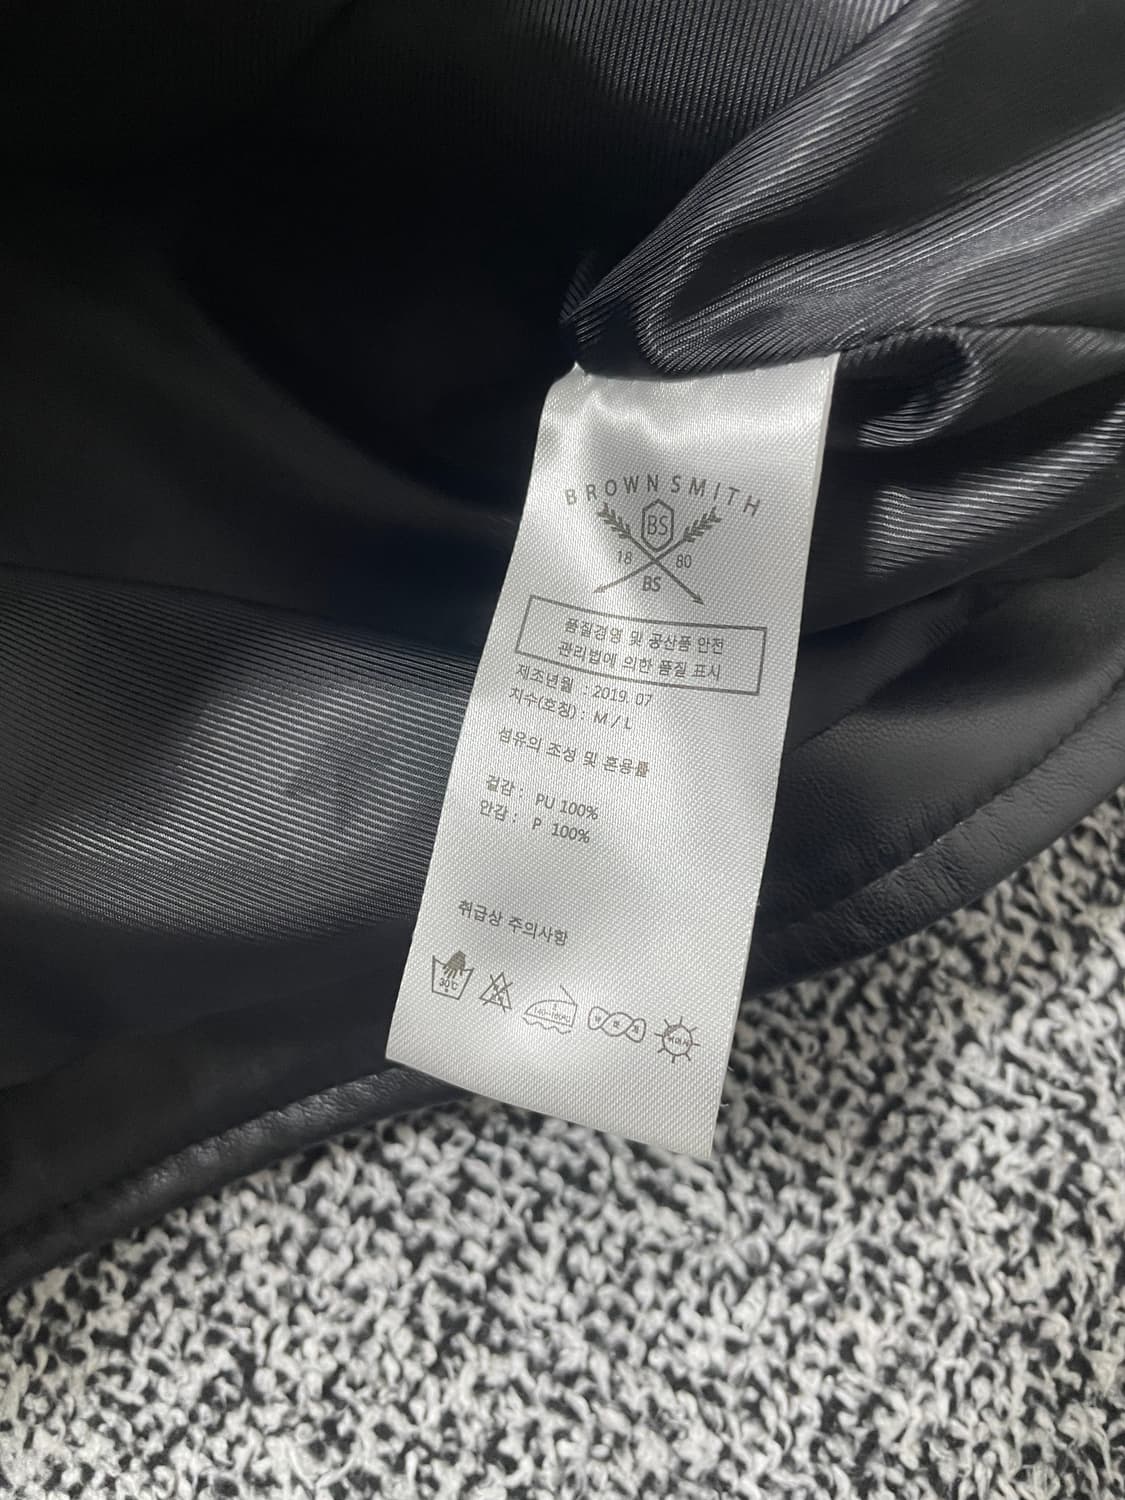 BROWN SMITH
BS
18 80
BS
품질경영 및 공산품 안전
관리법에 의한 품질 표시
제조년월 : 2019. 07
치수(호칭) : M / L
섬유의 조성 및 혼용률
겉감 : PU 100%
안감 : P 100%
취급상 주의사항
30℃